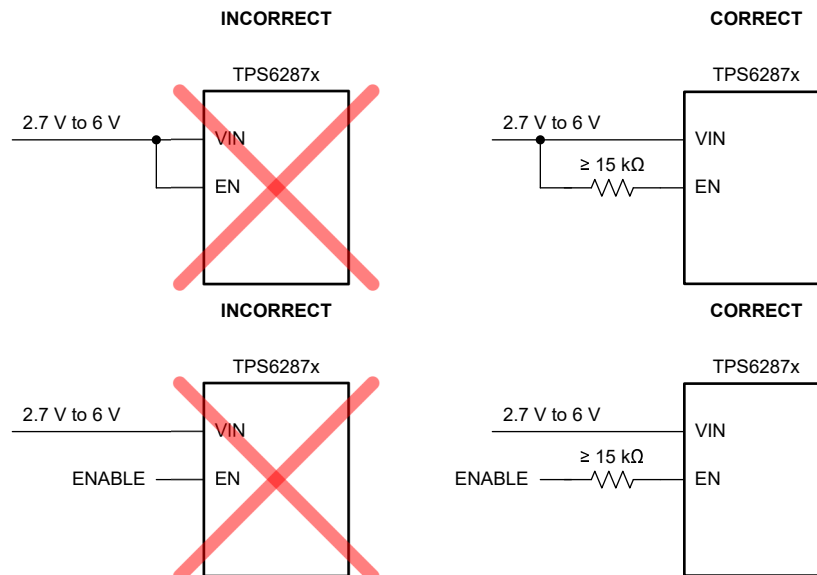 INCORRECT
CORRECT
TPS6287x
TPS6287x
2.7 V to 6 V
VIN
2.7 V to 6 V
VIN
EN
≥ 15 kΩ
EN
INCORRECT
CORRECT
TPS6287x
TPS6287x
2.7 V to 6 V
VIN
2.7 V to 6 V
VIN
ENABLE
EN
ENABLE
≥ 15 kΩ
EN